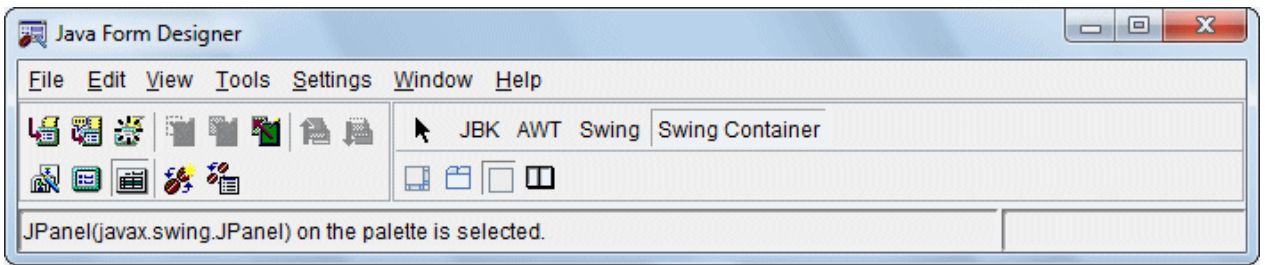 Java Form Designer
File Edit View Tools Settings Window Help
JBK AWT Swing Swing Container
JPanel(javax.swing.JPanel) on the palette is selected.